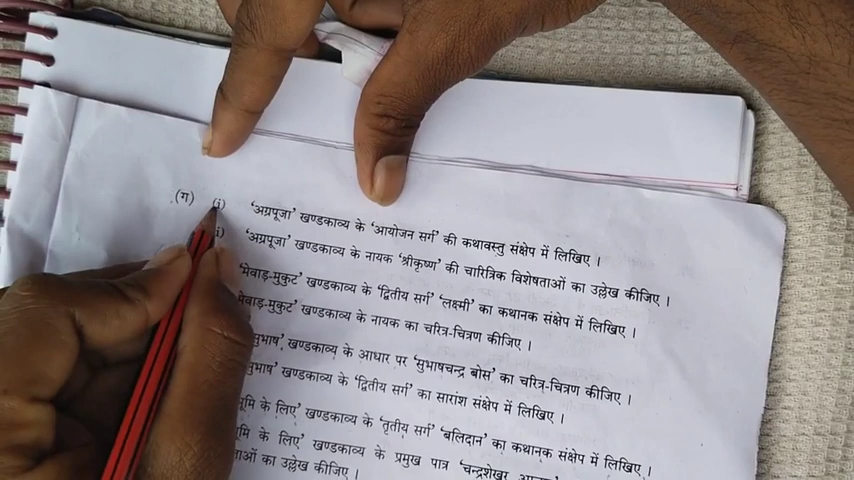 (ग) (i) 'अग्रपूजा' खण्डकाव्य के 'आयोजन सर्ग' की कथावस्तु संक्षेप में लिखिए ।
'अग्रपूजा' खण्डकाव्य के नायक 'श्रीकृष्ण' की चारित्रिक विशेषताओं का उल्लेख कीजिए ।
'मेवाड़-मुकुट' खण्डकाव्य के 'द्वितीय सर्ग' 'लक्ष्मी' का कथानक संक्षेप में लिखिए ।
मेवाड़-मुकुट' खण्डकाव्य के नायक का चरित्र-चित्रण कीजिए ।
सुभाष' खण्डकाव्य के आधार पर 'सुभाषचन्द्र बोस' का चरित्र-चित्रण कीजिए ।
सुभाष' खण्डकाव्य के 'द्वितीय सर्ग' का सारांश संक्षेप में लिखिए ।
के लिए' खण्डकाव्य के 'तृतीय सर्ग' 'बलिदान' का कथानक संक्षेप में लिखिए ।
के लिए' खण्डकाव्य के प्रमुख पात्र 'चन्द्रशेखर
का उल्लेख कीजिए ।